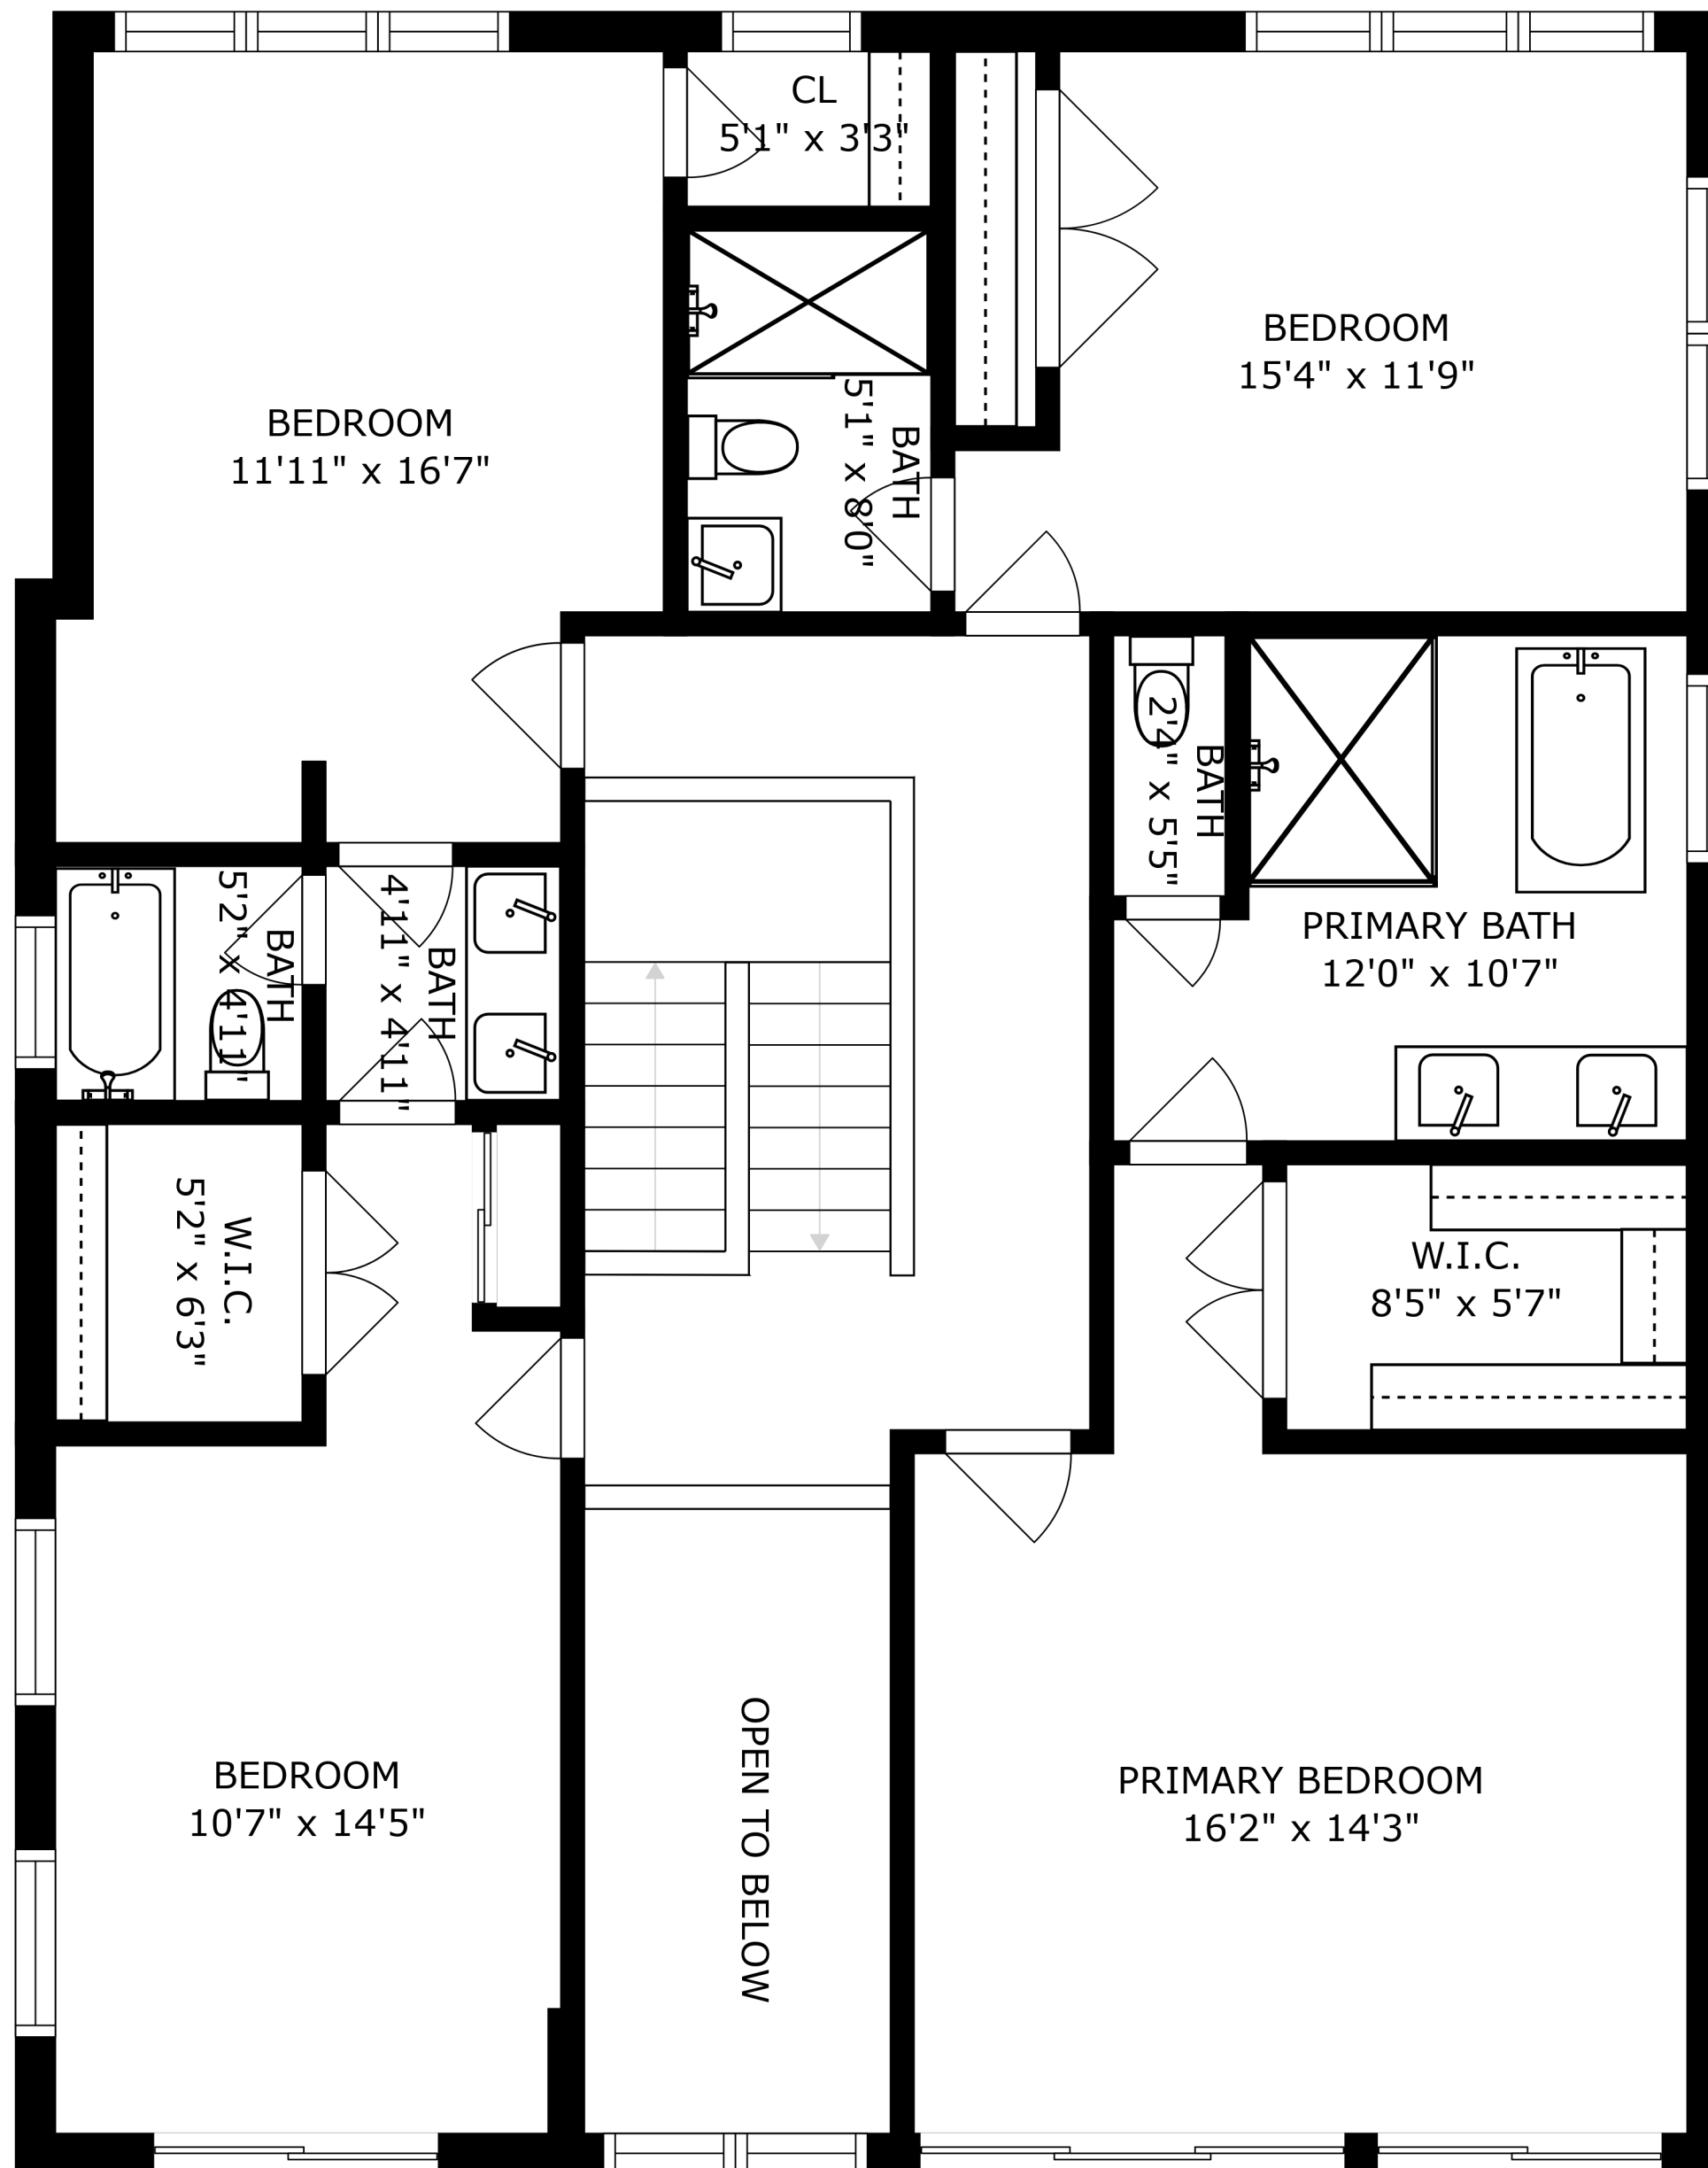 CL
5'1" x 3'3"
BEDROOM
15'4" x 11'9"
BEDROOM
11'11" x 16'7"
BATH
5'1" x 8'0"
BATH
2'4" x 5'5"
PRIMARY BATH
12'0" x 10'7"
BATH
5'2" x 4'11"
BATH
4'11" x 4'11"
W.I.C.
5'2" x 6'3"
W.I.C.
8'5" x 5'7"
OPEN TO BELOW
BEDROOM
10'7" x 14'5"
PRIMARY BEDROOM
16'2" x 14'3"